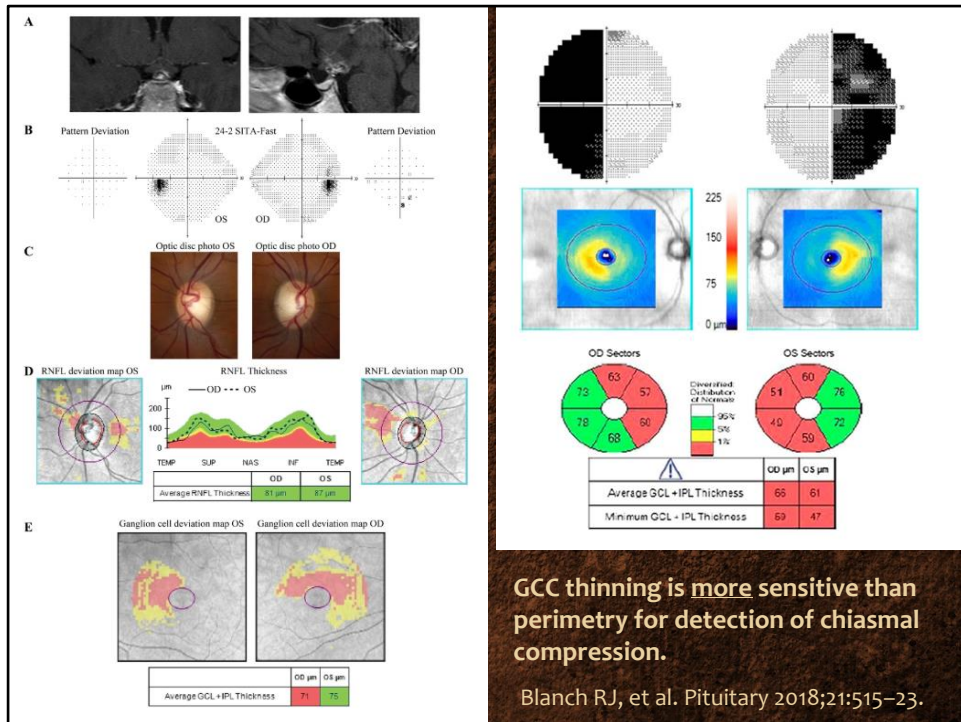 A
B
Pattern Deviation
24-2 SITA-Fast
Pattern Deviation
30
30
OS
OD
C
Optic disc photo OS
Optic disc photo OD
D
RNFL deviation map OS
RNFL Thickness
RNFL deviation map OD
µm
OD
OS
200
100
0
TEMP
SUP
NAS
INF
TEMP
OD
OS
Average RNFL Thickness
81 µm
87 µm
E
Ganglion cell deviation map OS
Ganglion cell deviation map OD
OD µm
OS µm
Average GCL + IPL Thickness
71
75
30
30
225
150
75
0 µm
OD Sectors
OS Sectors
63
57
60
68
78
73
Diversified:
Distribution
of Normals
95%
5%
1%
60
76
72
59
49
51
OD µm
OS µm
Average GCL + IPL Thickness
66
61
Minimum GCL + IPL Thickness
59
47
GCC thinning is more sensitive than
perimetry for detection of chiasmal
compression.
Blanch RJ, et al. Pituitary 2018;21:515–23.